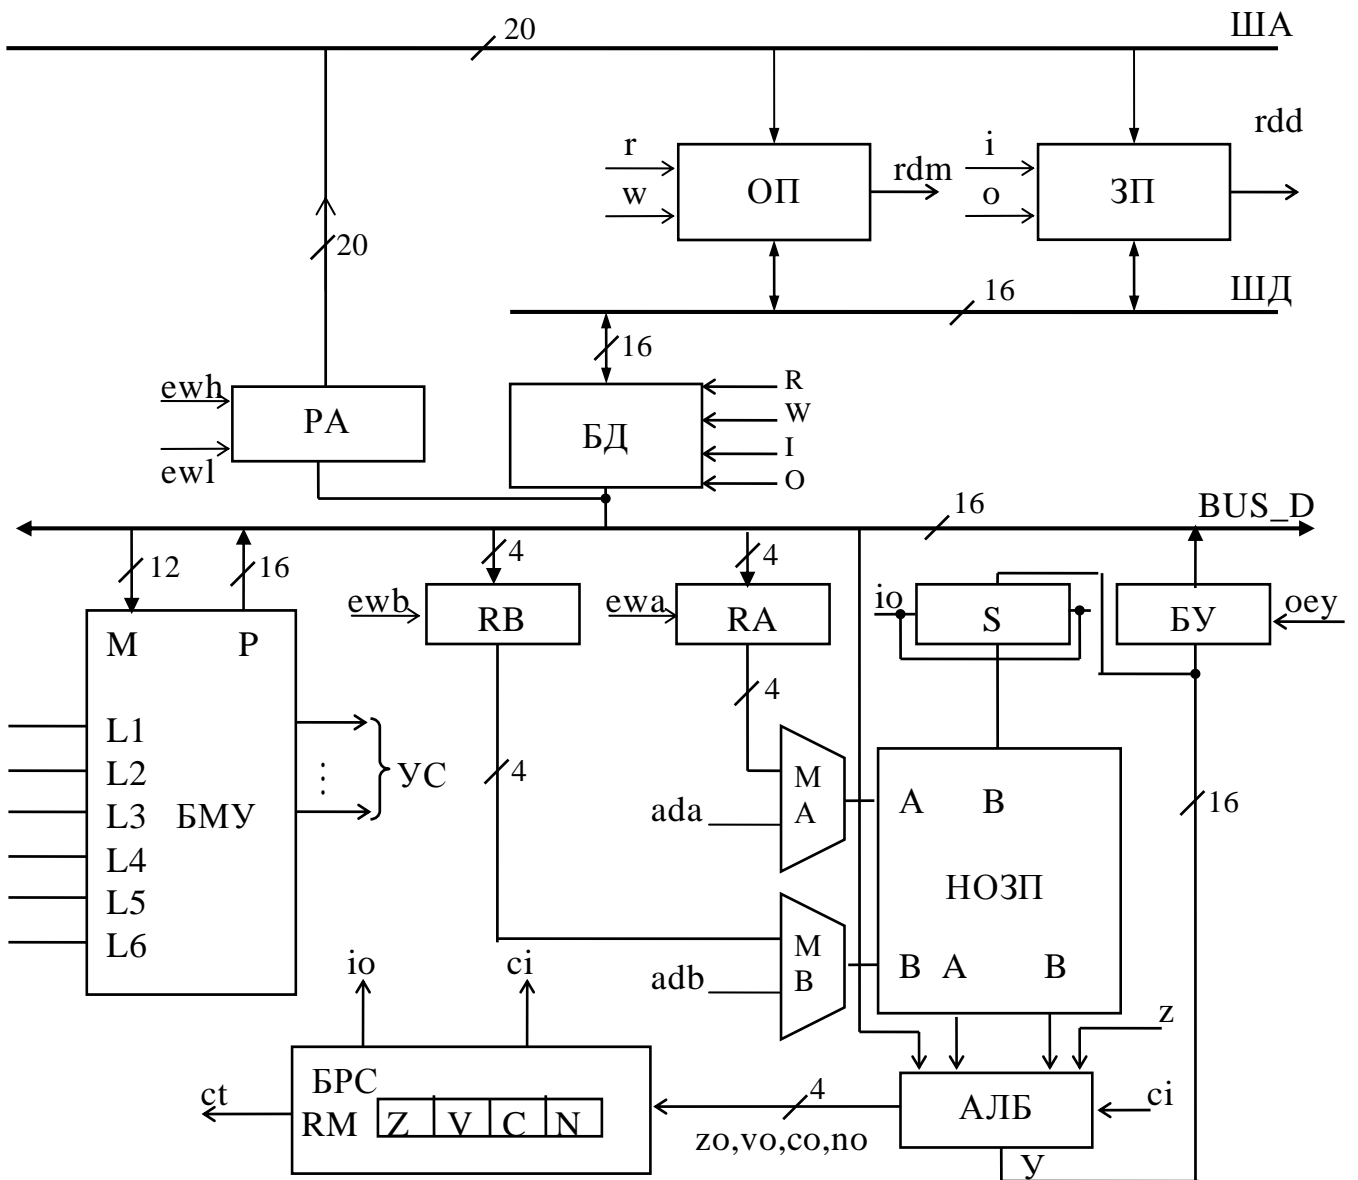 20
ША
r
w
ОП
rdm
i
o
ЗП
rdd
20
16
ШД
16
ewh
ewl
РА
БД
R
W
I
O
16
BUS_D
12
16
4
4
ewb
RB
ewa
RA
io
S
БУ
oey
M
P
L1
L2
L3
L4
L5
L6
БМУ
УС
4
4
M
A
ada
A
B
НОЗП
16
M
B
adb
B
A
B
z
io
ci
БРС
ct
RM
Z
V
C
N
4
zo,vo,co,no
АЛБ
ci
У